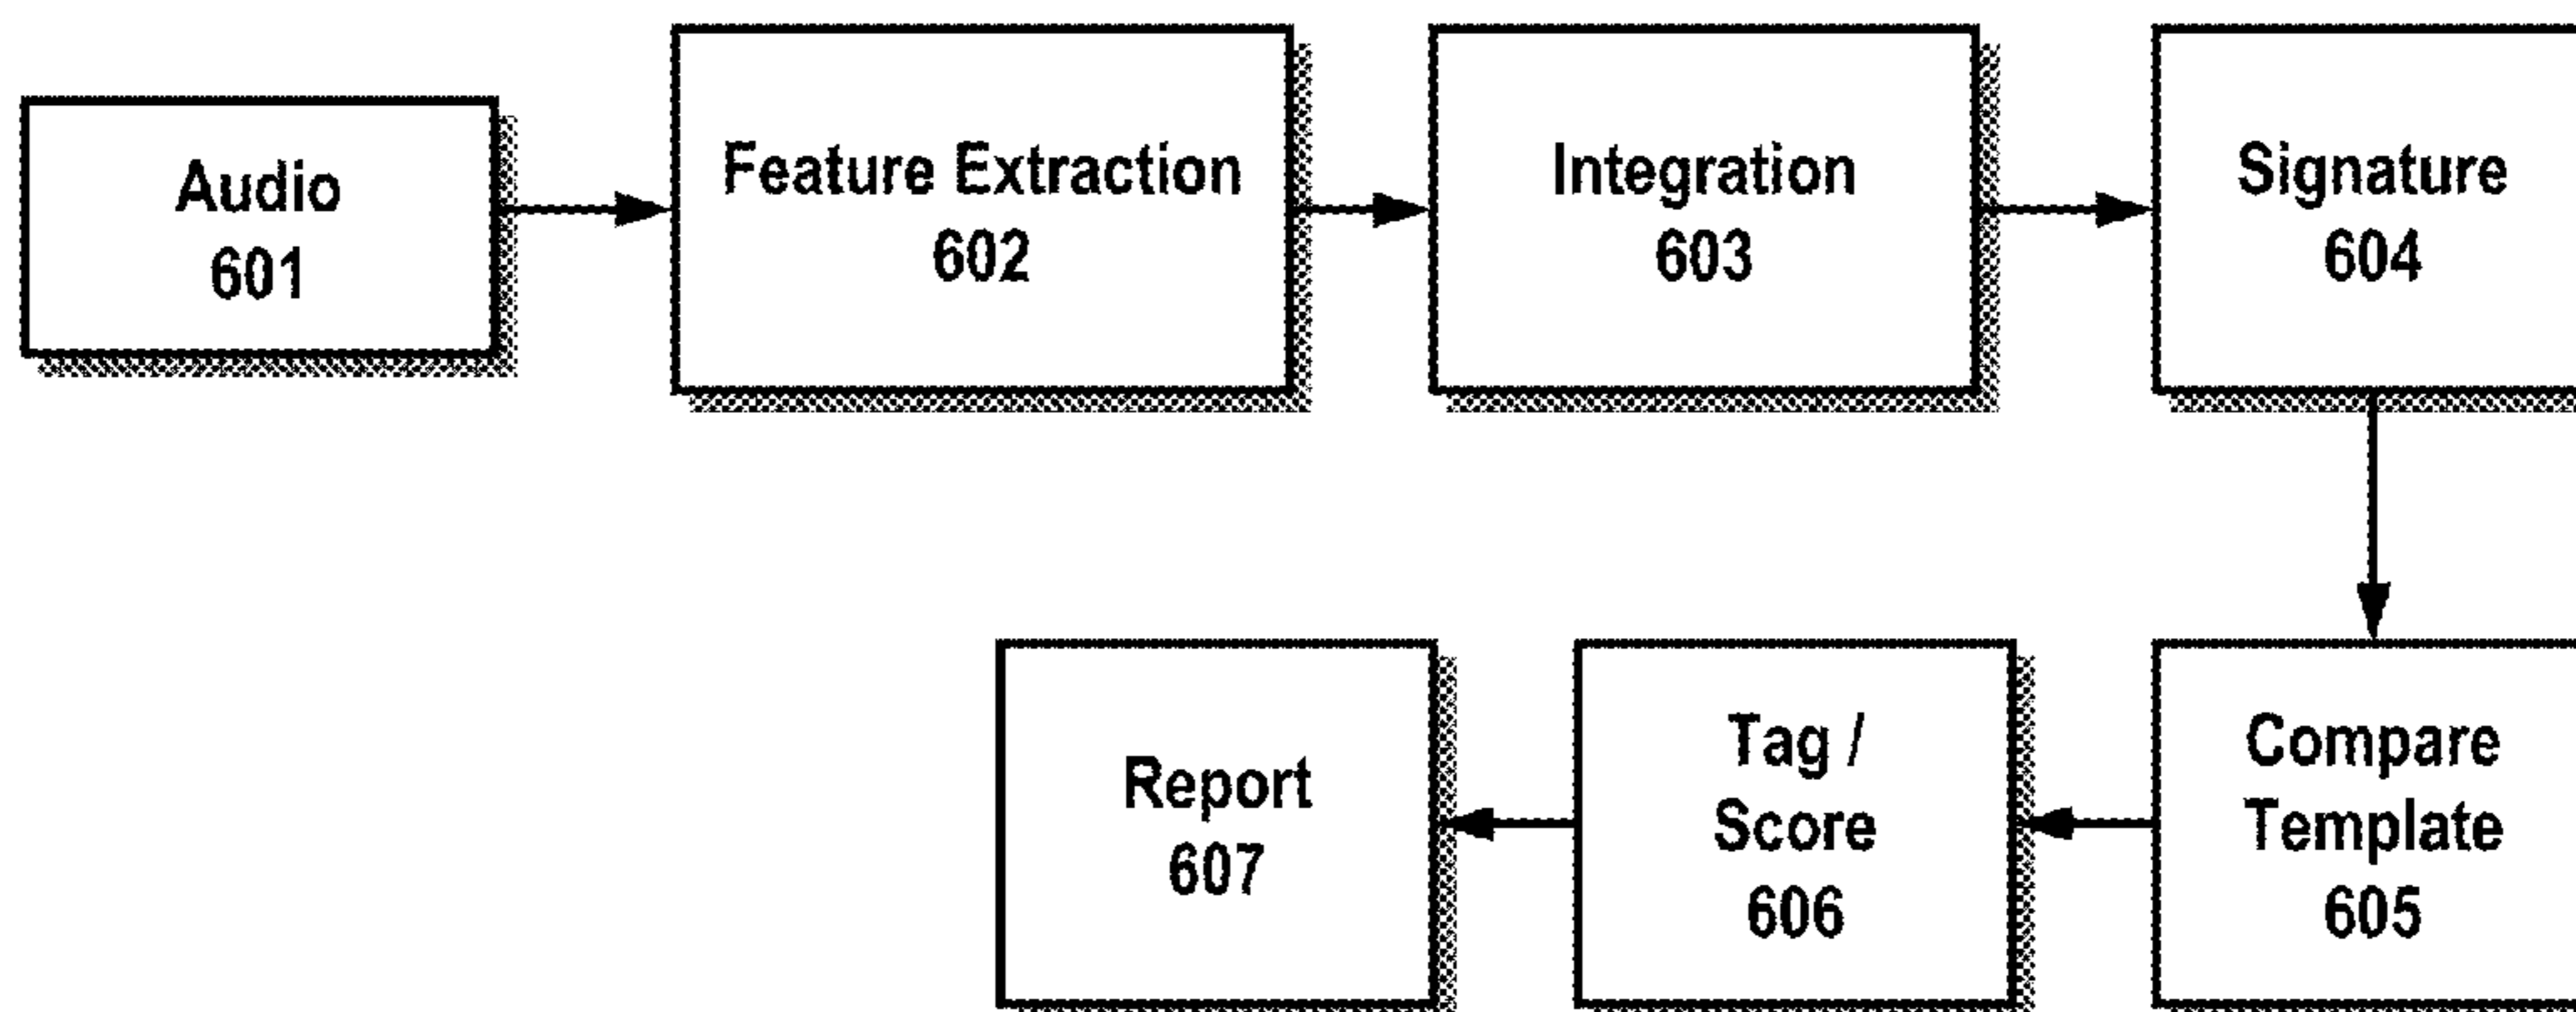 Audio
601
Feature Extraction
602
Integration
603
Signature
604
Compare
Template
605
Tag /
Score
606
Report
607